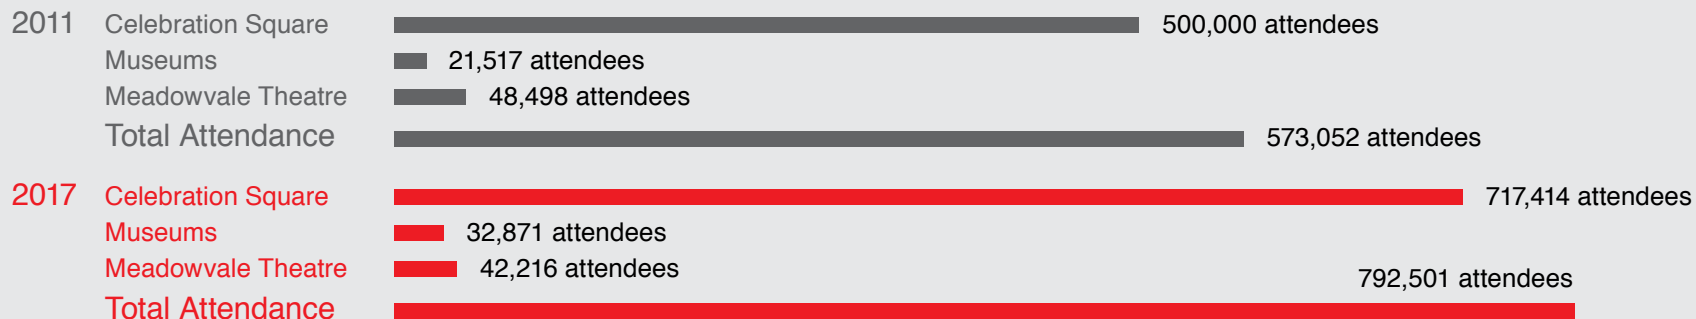 2011 Celebration Square 500,000 attendees
Museums 21,517 attendees
Meadowvale Theatre 48,498 attendees
Total Attendance 573,052 attendees
2017 Celebration Square 717,414 attendees
Museums 32,871 attendees
Meadowvale Theatre 42,216 attendees
Total Attendance 792,501 attendees